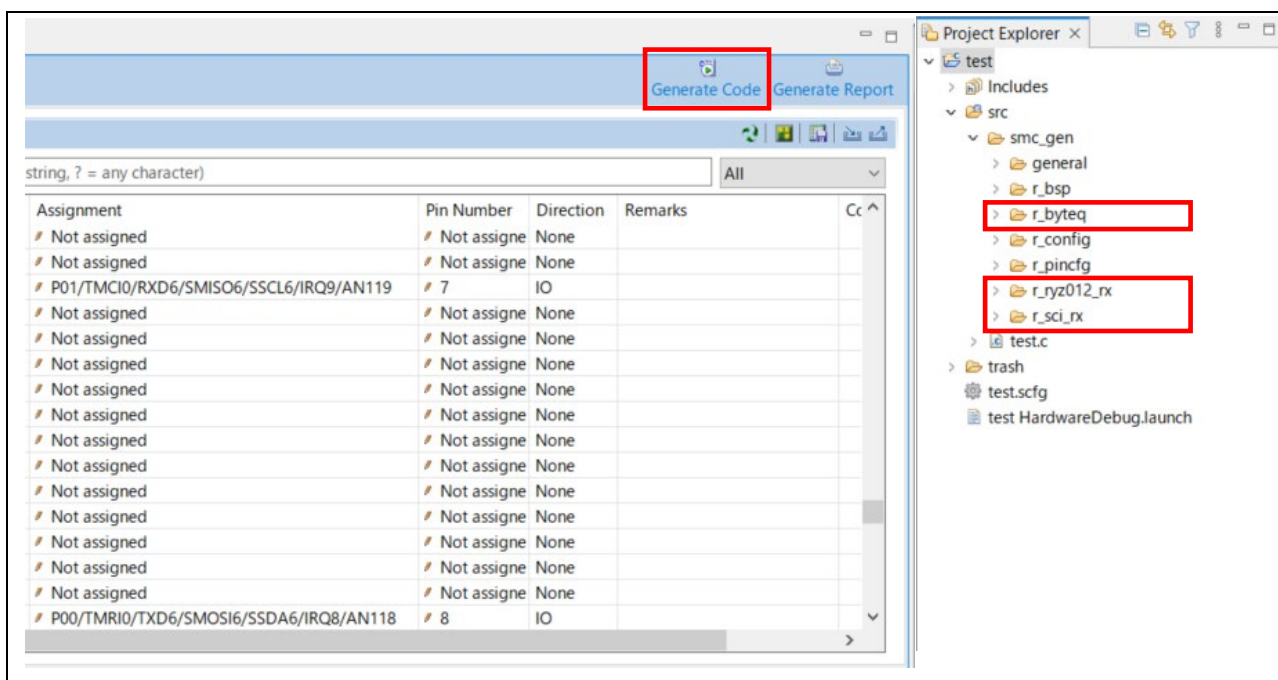 Generate Code Generate Report
string, ? = any character) All
Assignment Pin Number Direction Remarks
Not assigned Not assigne None
Not assigned Not assigne None
P01/TMCI0/RXD6/SMISO6/SSCL6/IRQ9/AN119 7 IO
Not assigned Not assigne None
Not assigned Not assigne None
Not assigned Not assigne None
Not assigned Not assigne None
Not assigned Not assigne None
Not assigned Not assigne None
Not assigned Not assigne None
Not assigned Not assigne None
Not assigned Not assigne None
Not assigned Not assigne None
Not assigned Not assigne None
Not assigned Not assigne None
P00/TMRI0/TXD6/SMOSI6/SSDA6/IRQ8/AN118 8 IO
Project Explorer
test
Includes
src
smc_gen
general
r_bsp
r_byteq
r_config
r_pincfg
r_ryz012_rx
r_sci_rx
test.c
trash
test.scfg
test HardwareDebug.launch